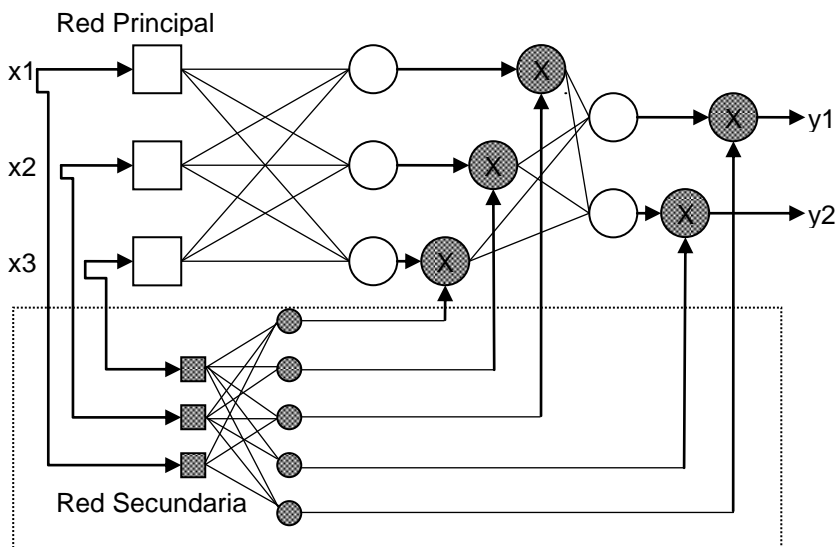 Red Principal
x1
X
X
y1
x2
X
X
y2
x3
X
Red Secundaria